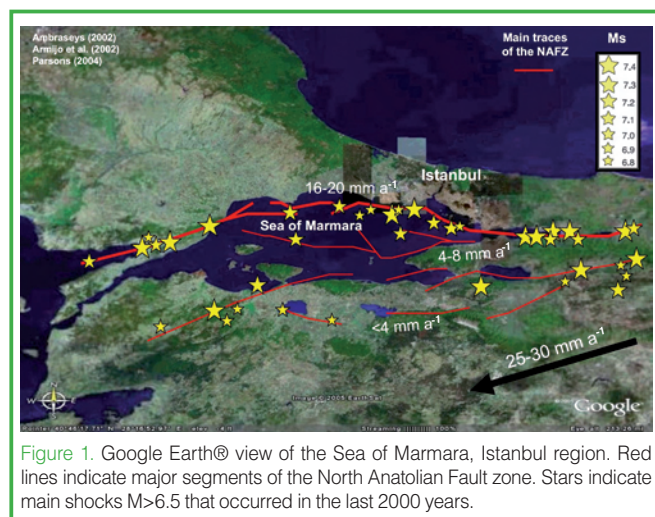 Ambraseys (2002)
Armijo et al. (2002)
Parsons (2004)
Main traces
of the NAFZ
Ms
7.4
7.3
7.2
7.1
7.0
6.9
6.8
Istanbul
16-20 mm a⁻¹
Sea of Marmara
4-8 mm a⁻¹
<4 mm a⁻¹
25-30 mm a⁻¹
N
Google
Streaming 100%
Figure 1. Google Earth® view of the Sea of Marmara, Istanbul region. Red
lines indicate major segments of the North Anatolian Fault zone. Stars indicate
main shocks M>6.5 that occurred in the last 2000 years.